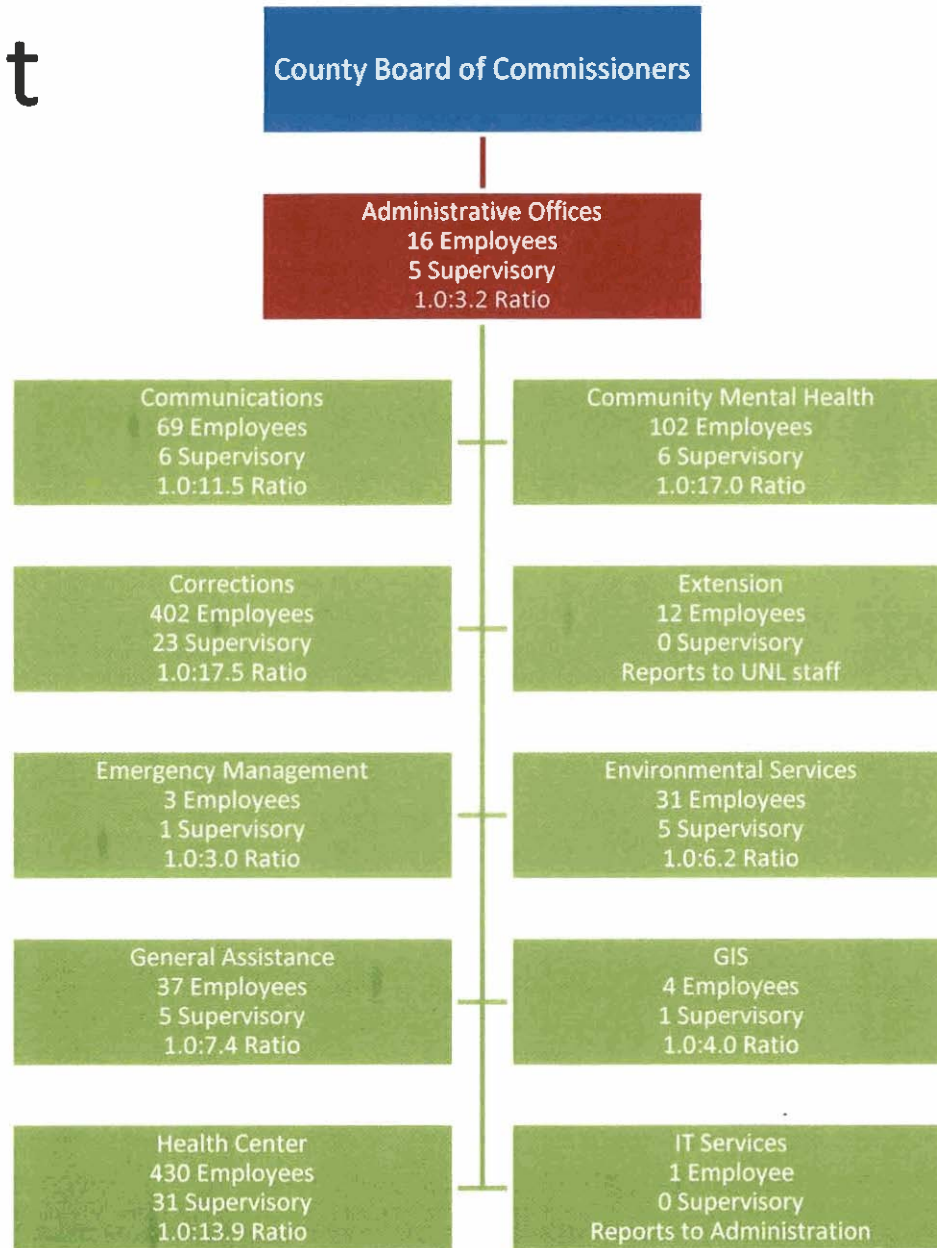 t
County Board of Commissioners
Administrative Offices
16 Employees
5 Supervisory
1.0:3.2 Ratio
Communications
69 Employees
6 Supervisory
1.0:11.5 Ratio
Community Mental Health
102 Employees
6 Supervisory
1.0:17.0 Ratio
Corrections
402 Employees
23 Supervisory
1.0:17.5 Ratio
Extension
12 Employees
0 Supervisory
Reports to UNL staff
Emergency Management
3 Employees
1 Supervisory
1.0:3.0 Ratio
Environmental Services
31 Employees
5 Supervisory
1.0:6.2 Ratio
General Assistance
37 Employees
5 Supervisory
1.0:7.4 Ratio
GIS
4 Employees
1 Supervisory
1.0:4.0 Ratio
Health Center
430 Employees
31 Supervisory
1.0:13.9 Ratio
IT Services
1 Employee
0 Supervisory
Reports to Administration